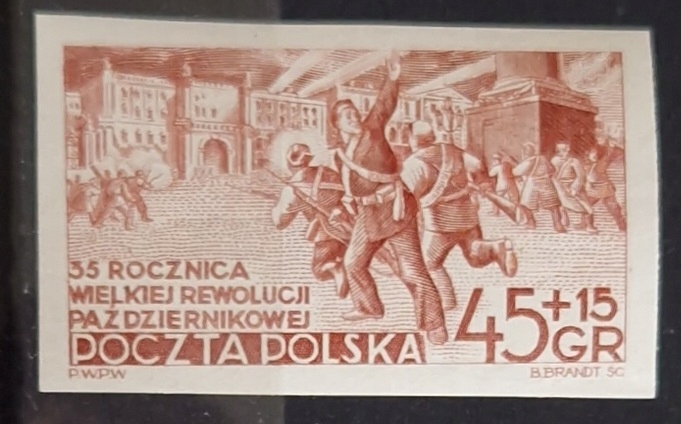 35 ROCZNICA
WIELKIEJ REWOLUCJI
PAŹDZIERNIKOWEJ
POCZTA POLSKA
45+15
GR
P.W.P.W
B.BRANDT SC